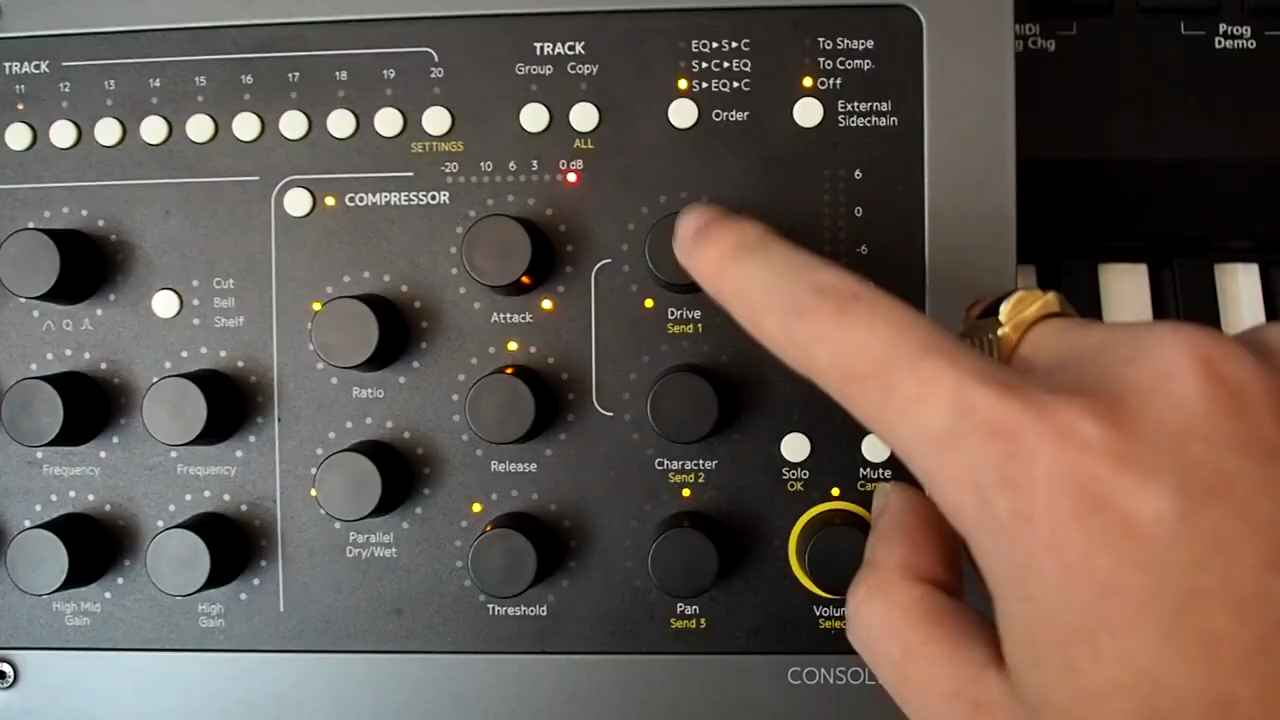 TRACK
11 12 13 14 15 16 17 18 19 20
SETTINGS
TRACK
Group Copy
ALL
EQ▸S▸C
S▸C▸EQ
S▸EQ▸C
Order
To Shape
To Comp.
Off
External
Sidechain
MIDI
g Chg
Prog
Demo
-20 10 6 3 0 dB
COMPRESSOR
6
0
-6
Cut
Bell
Shelf
Q
Attack
Drive
Send 1
Ratio
Release
Character
Send 2
Solo
OK
Mute
Frequency
Frequency
Parallel
Dry/Wet
High Mid
Gain
High
Gain
Threshold
Pan
Send 3
Volum
Selec
CONSOL